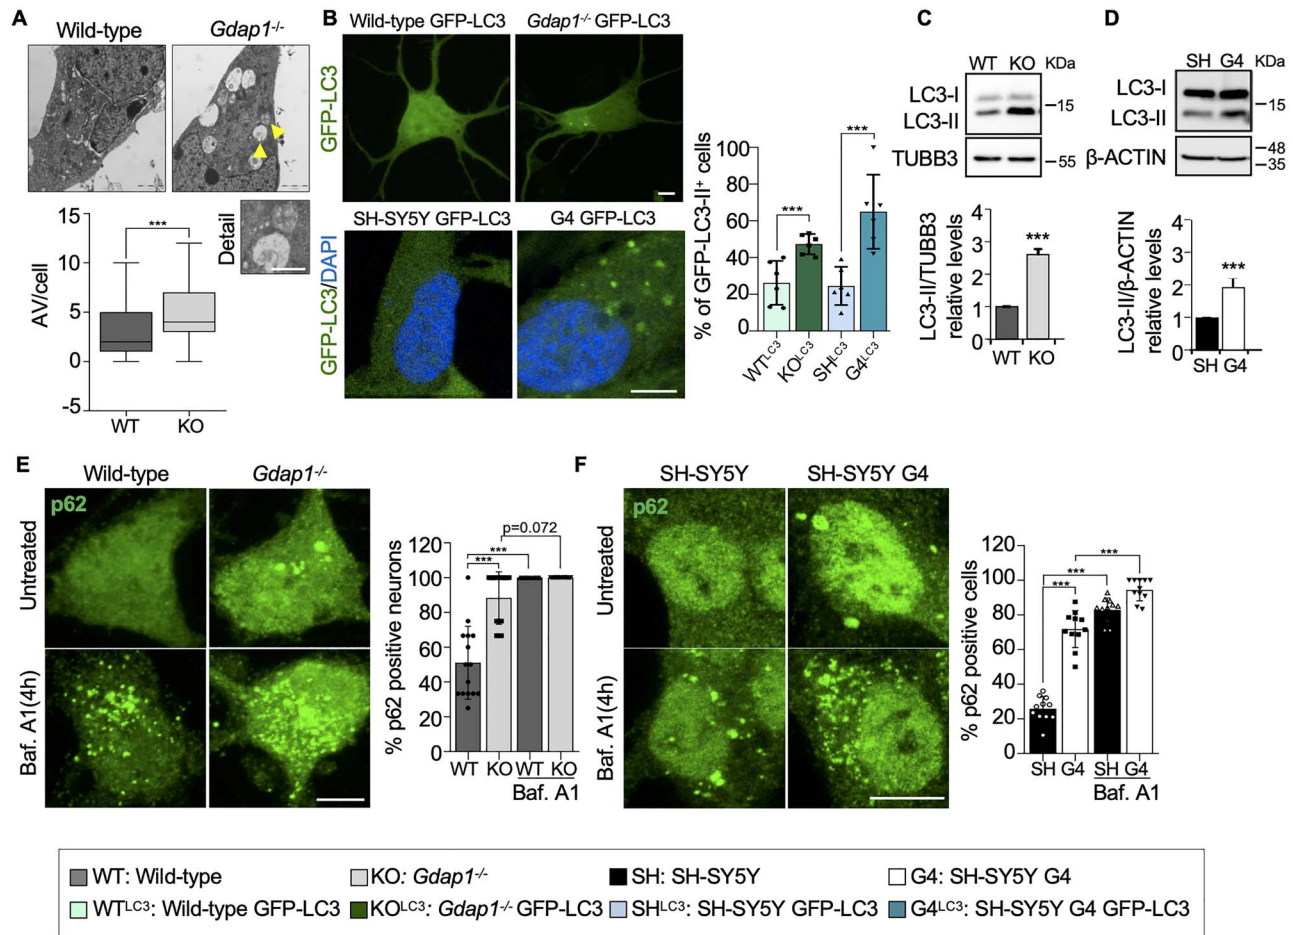 A
Wild-type
Gdap1-/-
Detail
***
15
10
5
0
-5
AV/cell
WT
KO
B
Wild-type GFP-LC3
Gdap1-/- GFP-LC3
GFP-LC3
SH-SY5Y GFP-LC3
G4 GFP-LC3
GFP-LC3/DAPI
% of GFP-LC3-II+ cells
100
80
60
40
20
0
***
***
WTLC3
KOLC3
SHLC3
G4LC3
C
WT KO KDa
LC3-I
LC3-II
–15
TUBB3
–55
LC3-II/TUBB3
relative levels
4
3
2
1
0
***
WT KO
D
SH G4 KDa
LC3-I
LC3-II
–15
β-ACTIN
–48
–35
LC3-II/β-ACTIN
relative levels
4
3
2
1
0
***
SH G4
E
Wild-type
Gdap1-/-
p62
Untreated
Baf. A1(4h)
% p62 positive neurons
120
100
80
60
40
20
0
p=0.072
***
***
WT KO WT KO
Baf. A1
F
SH-SY5Y
SH-SY5Y G4
p62
Untreated
Baf. A1(4h)
% p62 positive cells
120
100
80
60
40
20
0
***
***
***
SH G4 SH G4
Baf. A1
WT: Wild-type
KO: Gdap1-/-
SH: SH-SY5Y
G4: SH-SY5Y G4
WTLC3: Wild-type GFP-LC3
KOLC3: Gdap1-/- GFP-LC3
SHLC3: SH-SY5Y GFP-LC3
G4LC3: SH-SY5Y G4 GFP-LC3